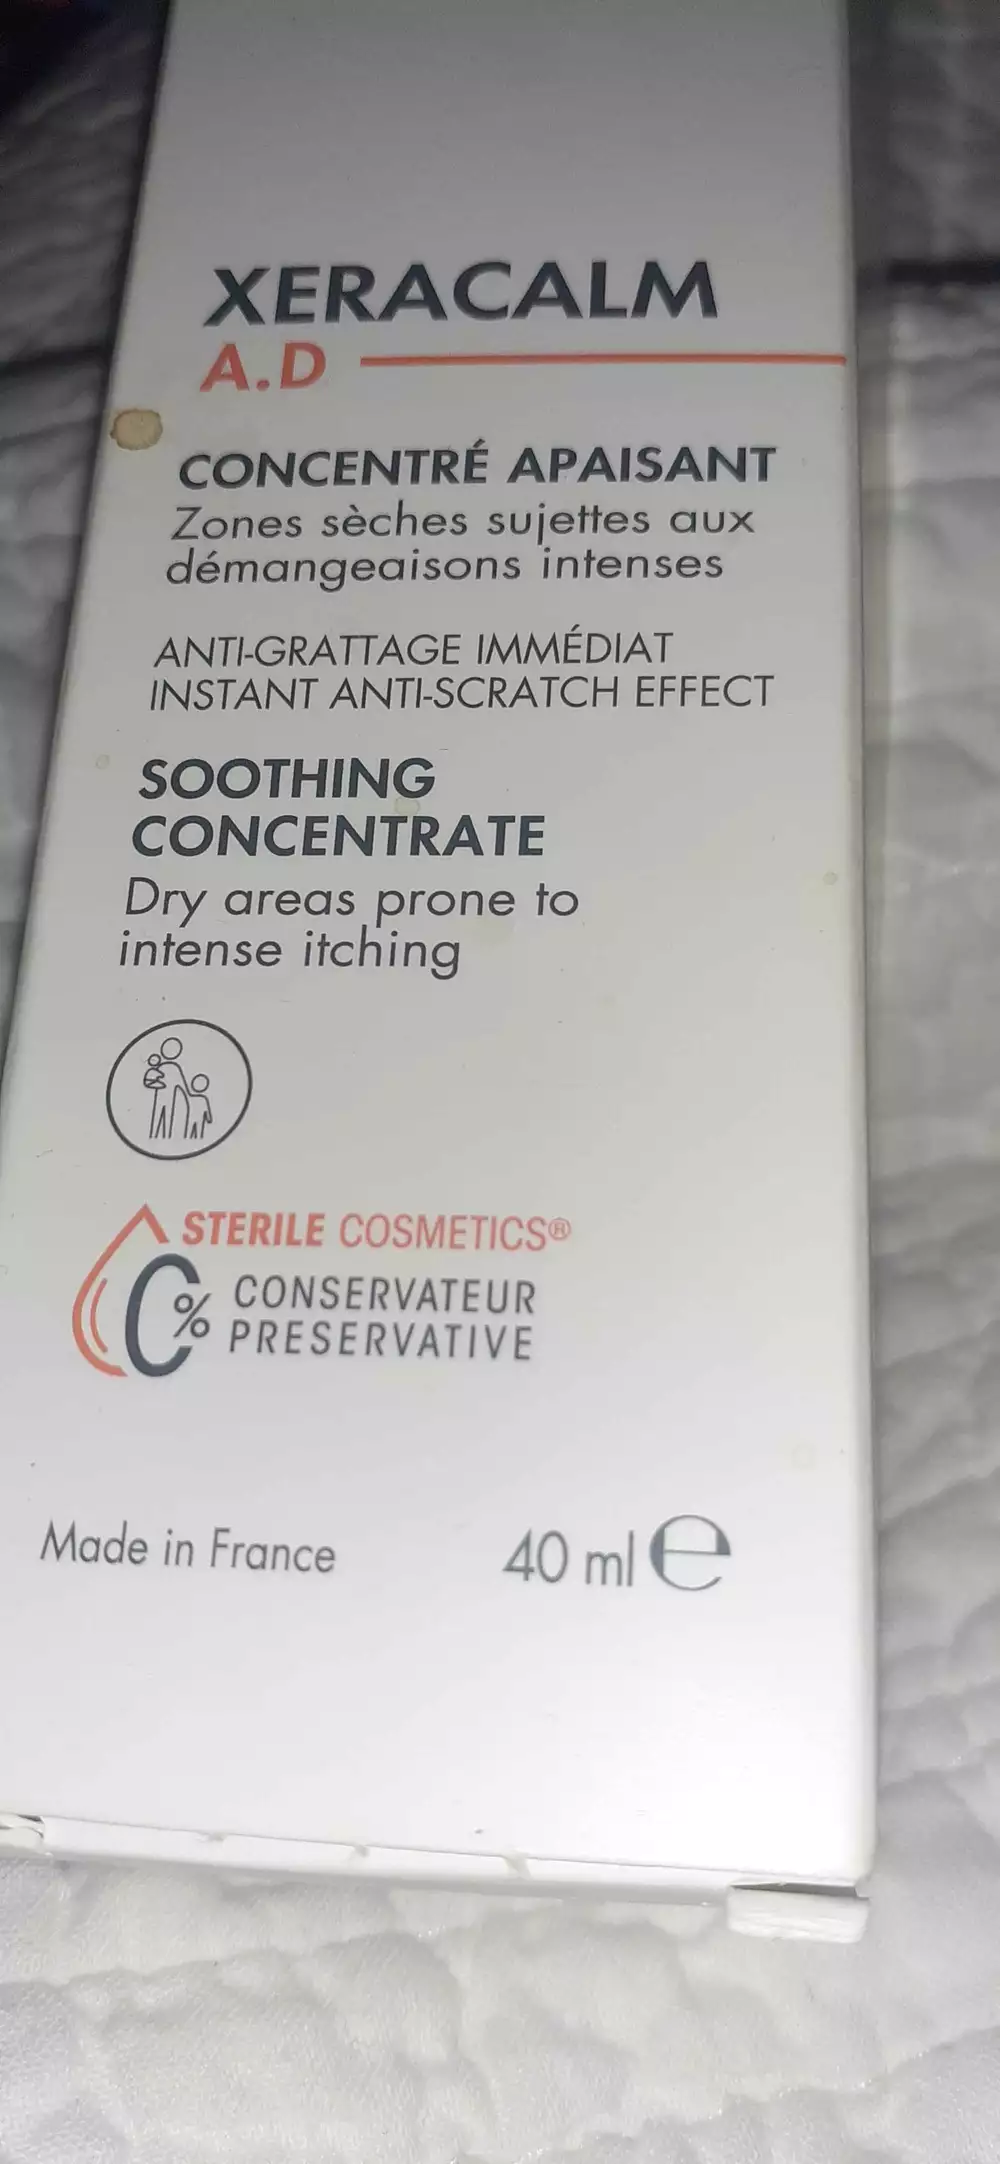 XERACALM
A.D
CONCENTRÉ APAISANT
Zones sèches sujettes aux
démangeaisons intenses
ANTI-GRATTAGE IMMÉDIAT
INSTANT ANTI-SCRATCH EFFECT
SOOTHING
CONCENTRATE
Dry areas prone to
intense itching
STERILE COSMETICS®
0% CONSERVATEUR
PRESERVATIVE
Made in France
40 ml ℮